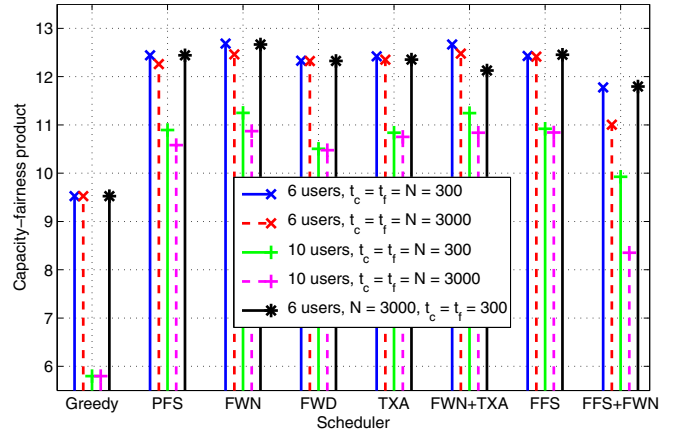 13
12
11
10
9
8
7
6
Capacity-fairness product
6 users, t_c = t_f = N = 300
6 users, t_c = t_f = N = 3000
10 users, t_c = t_f = N = 300
10 users, t_c = t_f = N = 3000
6 users, N = 3000, t_c = t_f = 300
Greedy PFS FWN FWD TXA FWN+TXA FFS FFS+FWN
Scheduler